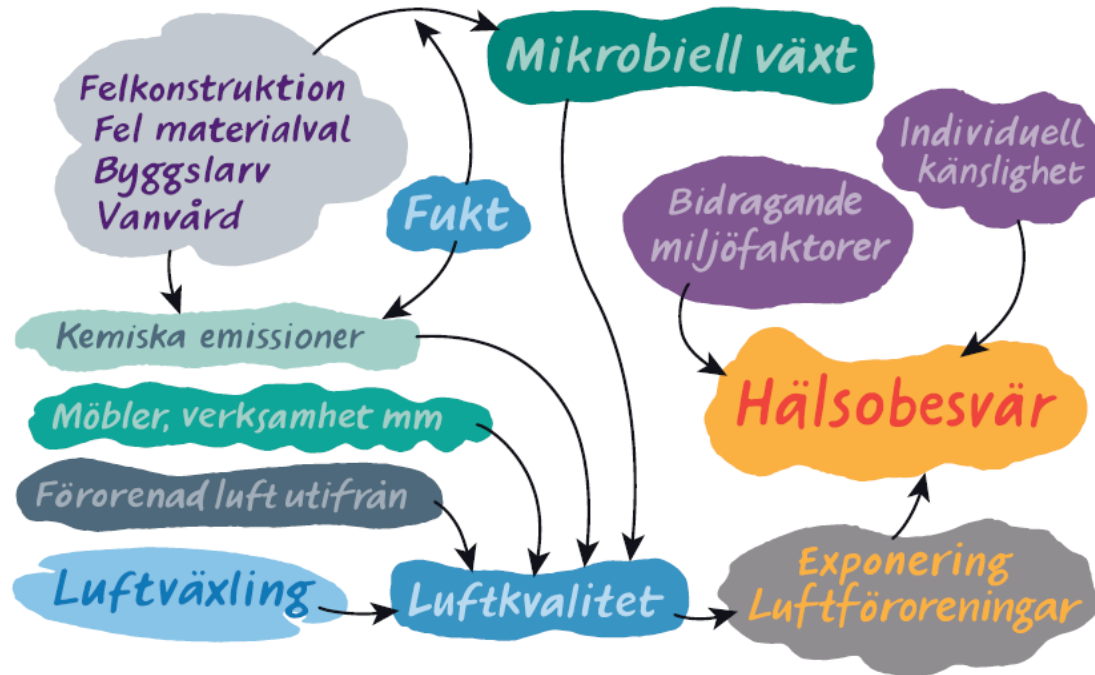 Felkonstruktion
Fel materialval
Byggslarv
Vanvård
Mikrobiell växt
Fukt
Individuell
känslighet
Bidragande
miljöfaktorer
Kemiska emissioner
Möbler, verksamhet mm
Förorenad luft utifrån
Luftväxling
Luftkvalitet
Hälsobesvär
Exponering
Luftföroreningar